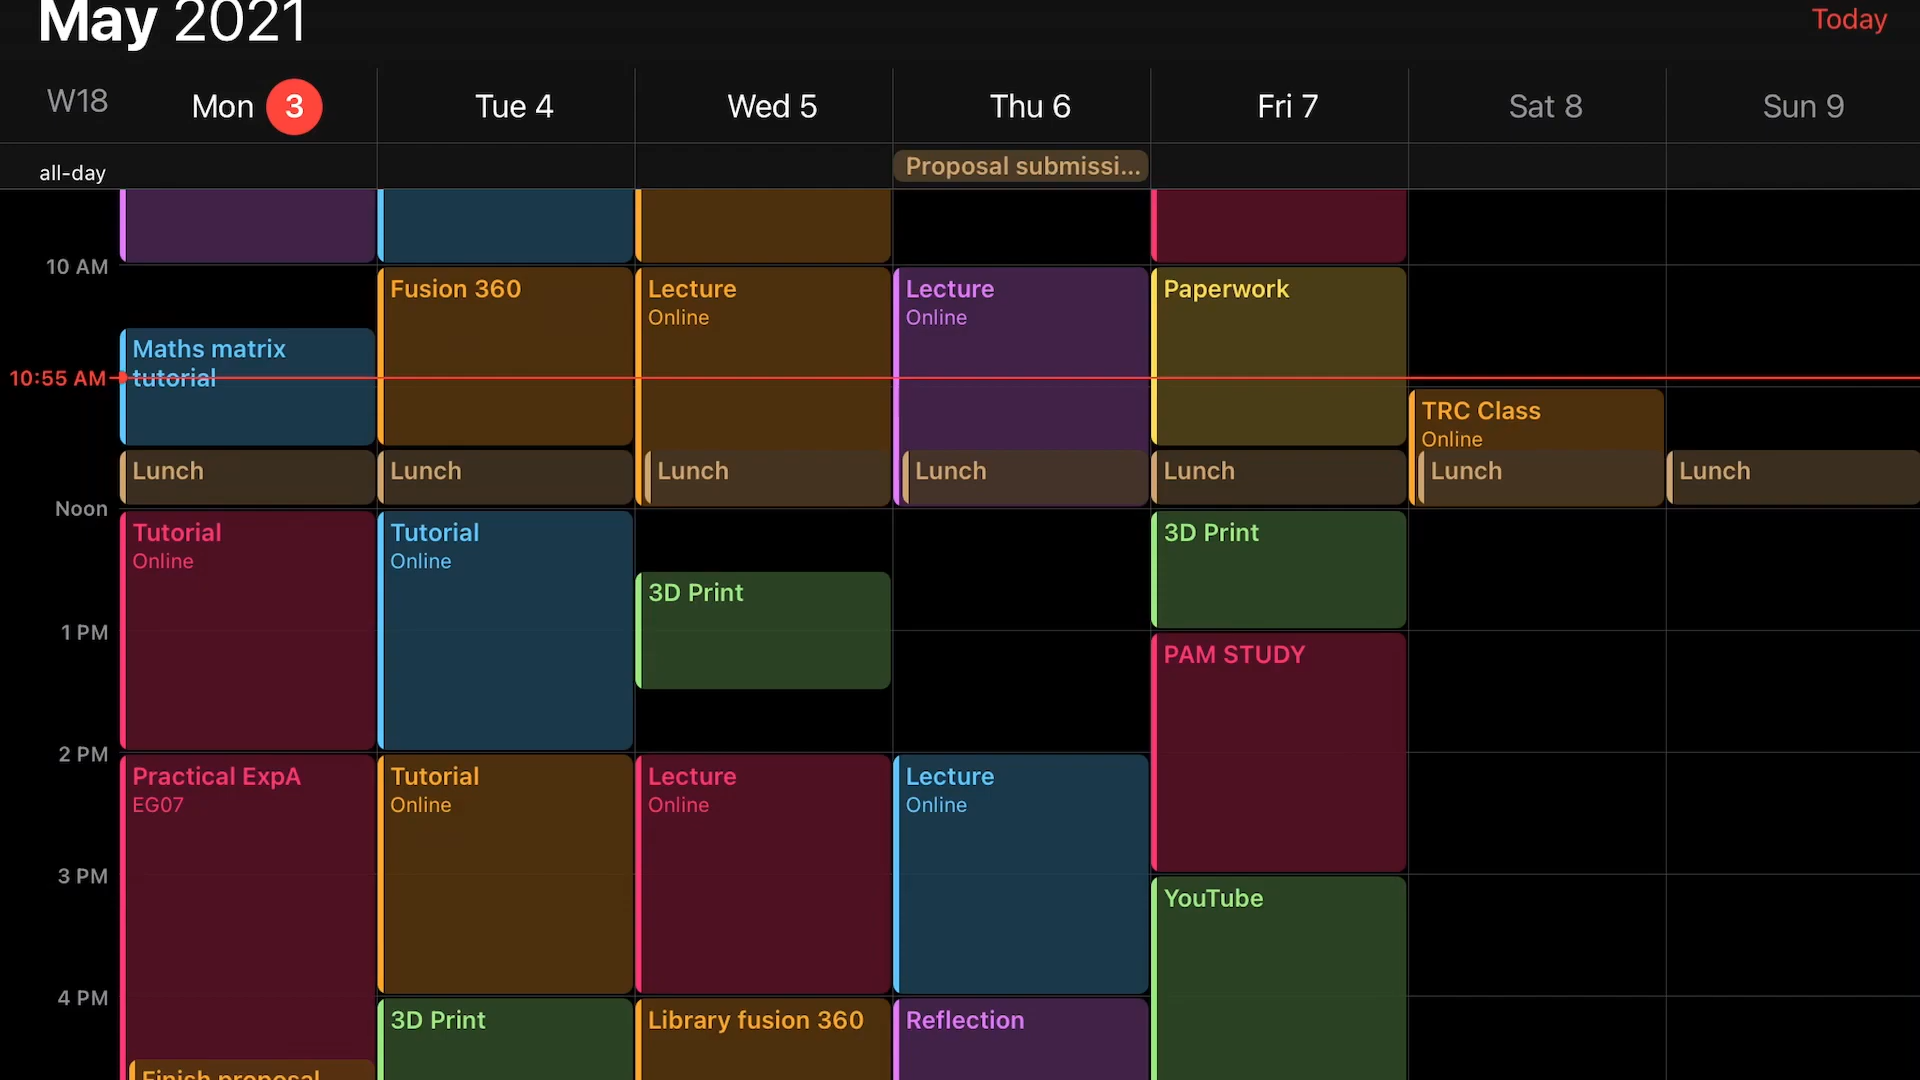 May 2021
Today
W18
Mon 3
Tue 4
Wed 5
Thu 6
Fri 7
Sat 8
Sun 9
all-day
Proposal submissi...
10 AM
10:55 AM
Noon
1 PM
2 PM
3 PM
4 PM
Maths matrix
tutorial
Lunch
Tutorial
Online
Practical ExpA
EG07
Finish proposal
Fusion 360
Lunch
Tutorial
Online
Tutorial
Online
3D Print
Lecture
Online
Lunch
3D Print
Lecture
Online
Library fusion 360
Lecture
Online
Lunch
Lecture
Online
Reflection
Paperwork
Lunch
3D Print
PAM STUDY
YouTube
TRC Class
Online
Lunch
Lunch